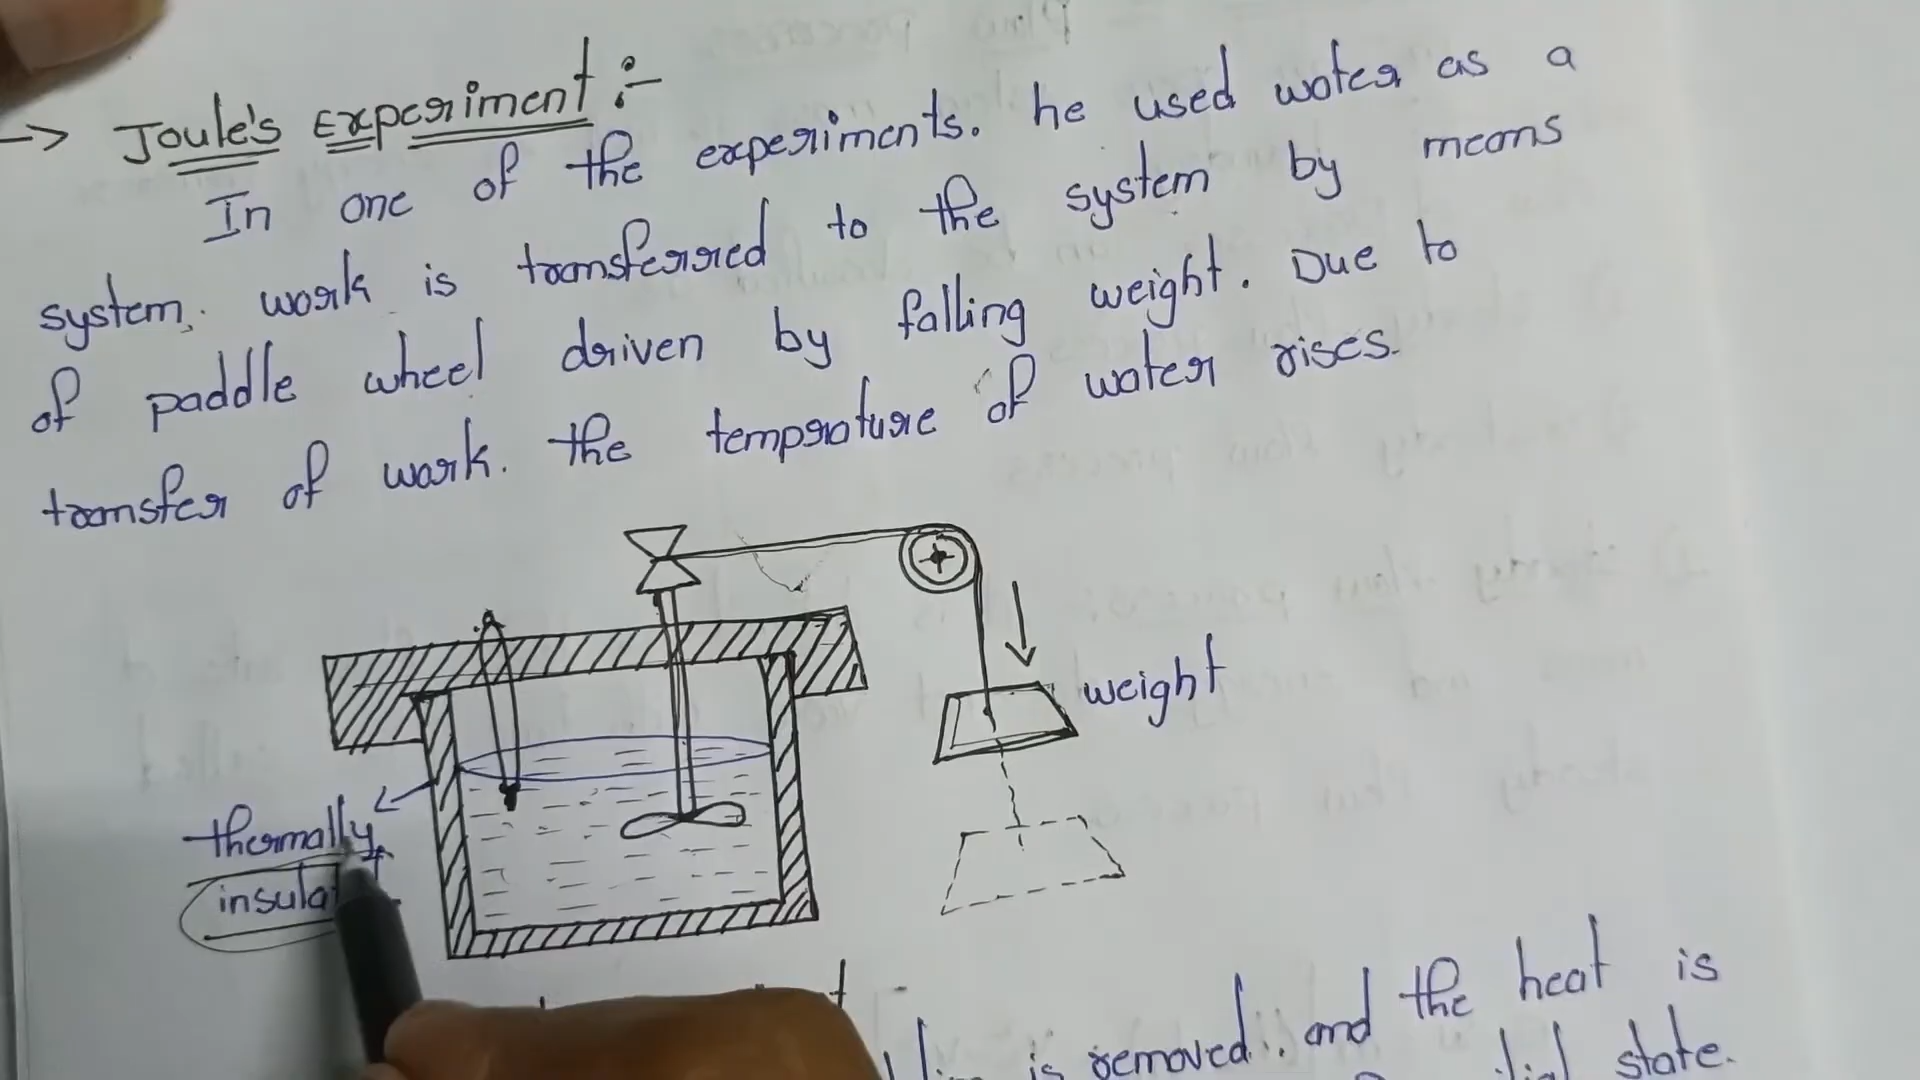 -> Joule's Experiment :-
In one of the experiments. he used water as a
system. work is transferred to the system by means
of paddle wheel driven by falling weight. Due to
transfer of work. the temprature of water rises.
weight
thermally
is removed. and the heat is
state.